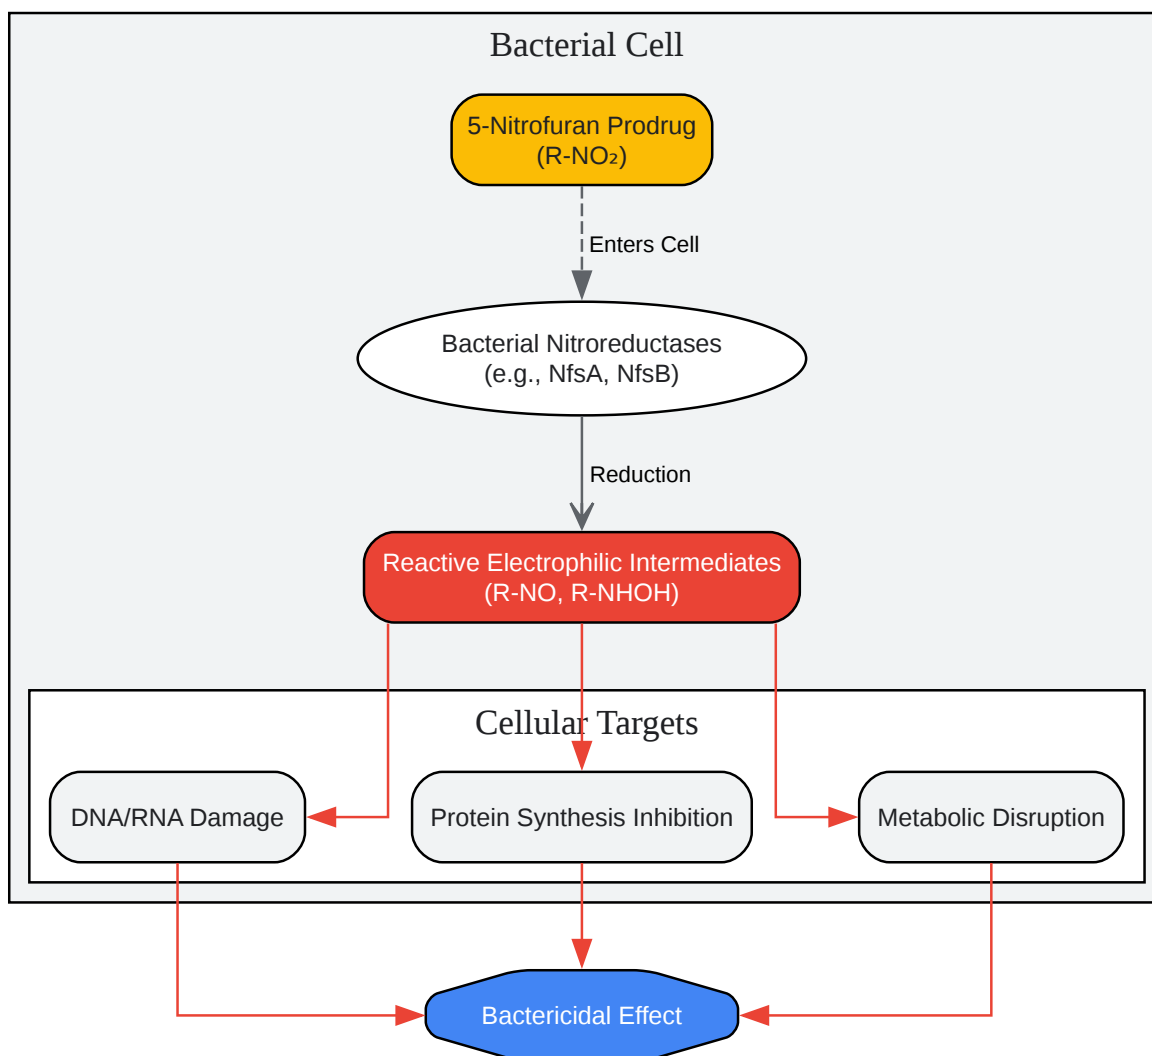 Bacterial Cell
5-Nitrofuran Prodrug
(R-NO₂)
Enters Cell
Bacterial Nitroreductases
(e.g., NfsA, NfsB)
Reduction
Reactive Electrophilic Intermediates
(R-NO, R-NHOH)
Cellular Targets
DNA/RNA Damage
Protein Synthesis Inhibition
Metabolic Disruption
Bactericidal Effect